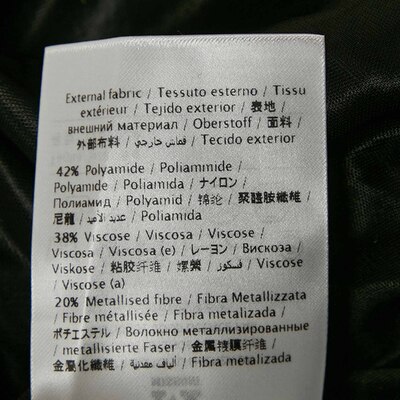 External fabric / Tessuto esterno / Tissu
extérieur / Tejido exterior / 表地 /
внешний материал / Oberstoff / 面料 /
外部布料 / قماش خارجي / Tecido exterior
42% Polyamide / Poliammide /
Polyamide / Poliamida / ナイロン /
Полиамид / Polyamid / 锦纶 / 聚醯胺纖維 /
尼龍 / عديد الأميد / Poliamida
38% Viscose / Viscosa / Viscose /
Viscosa / Viscosa (e) / レーヨン / Вискоза /
Viskose / 粘胶纤维 / 嫘縈 / فسكوز /
Viscose (a)
20% Metallised fibre / Fibra Metallizzata
/ Fibre métallisée / Fibra metalizada /
ポチエステル / Волокно металлизированные
/ metallisierte Faser / 金属镀膜纤维 /
金屬化纖維 / ألياف معدنية / Fibra metalizada